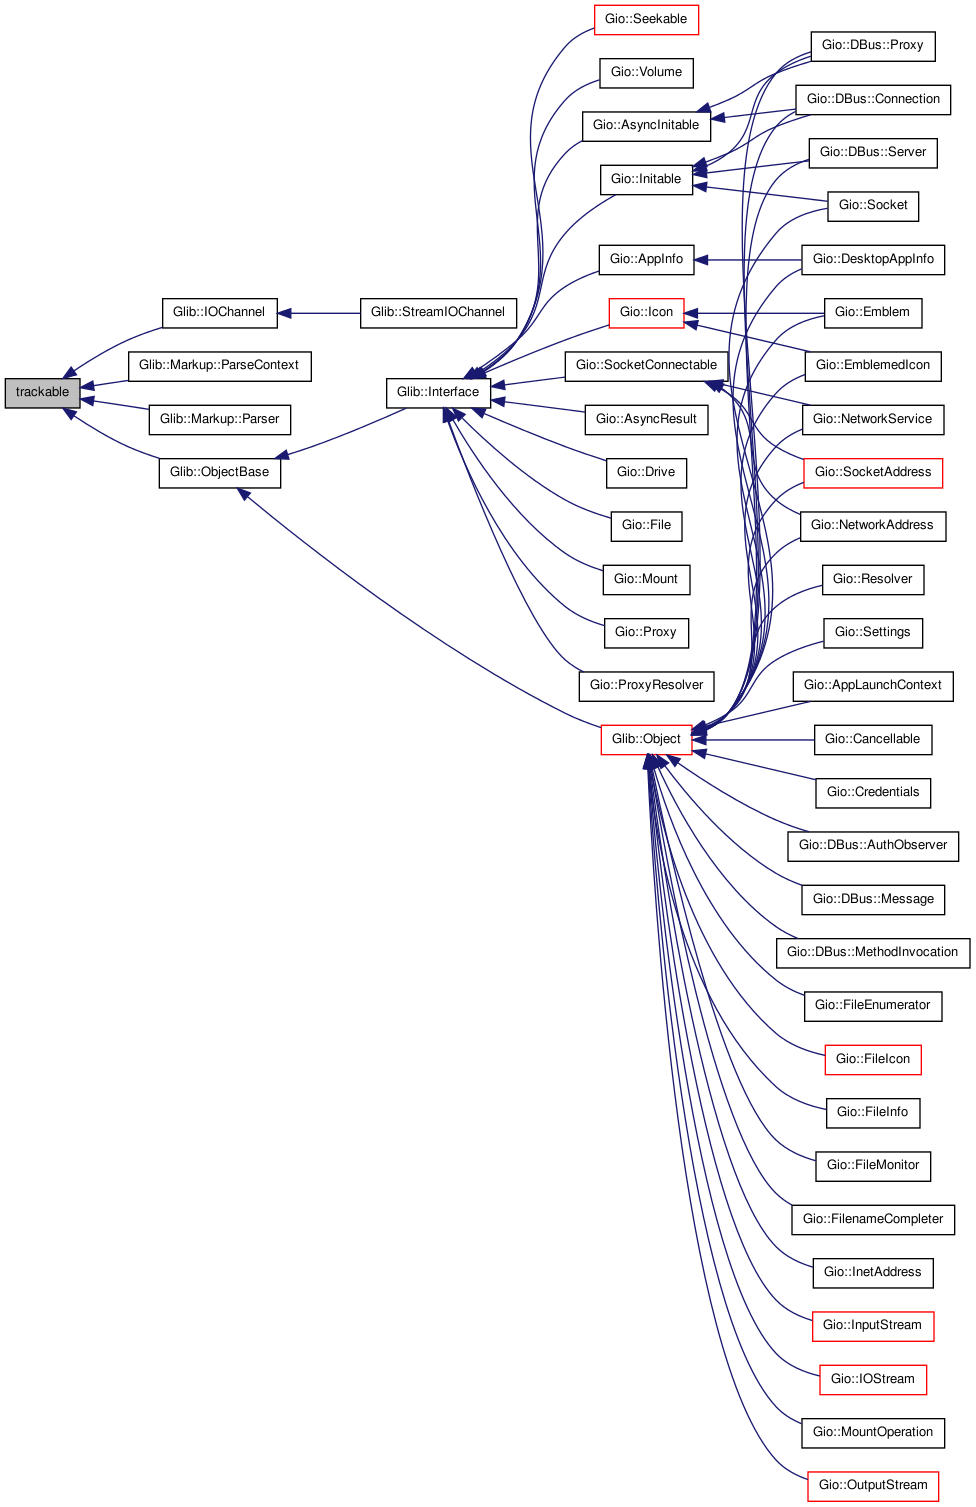 trackable
Glib::IOChannel
Glib::Markup::ParseContext
Glib::Markup::Parser
Glib::ObjectBase
Glib::StreamIOChannel
Glib::Interface
Gio::Seekable
Gio::Volume
Gio::AsyncInitable
Gio::Initable
Gio::AppInfo
Gio::Icon
Gio::SocketConnectable
Gio::AsyncResult
Gio::Drive
Gio::File
Gio::Mount
Gio::Proxy
Gio::ProxyResolver
Glib::Object
Gio::DBus::Proxy
Gio::DBus::Connection
Gio::DBus::Server
Gio::Socket
Gio::DesktopAppInfo
Gio::Emblem
Gio::EmblemedIcon
Gio::NetworkService
Gio::SocketAddress
Gio::NetworkAddress
Gio::Resolver
Gio::Settings
Gio::AppLaunchContext
Gio::Cancellable
Gio::Credentials
Gio::DBus::AuthObserver
Gio::DBus::Message
Gio::DBus::MethodInvocation
Gio::FileEnumerator
Gio::FileIcon
Gio::FileInfo
Gio::FileMonitor
Gio::FilenameCompleter
Gio::InetAddress
Gio::InputStream
Gio::IOStream
Gio::MountOperation
Gio::OutputStream